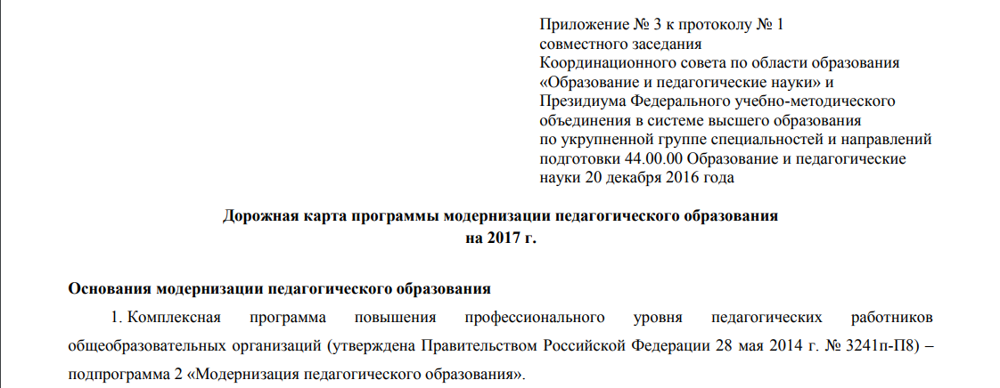 Приложение № 3 к протоколу № 1
совместного заседания
Координационного совета по области образования
«Образование и педагогические науки» и
Президиума Федерального учебно-методического
объединения в системе высшего образования
по укрупненной группе специальностей и направлений
подготовки 44.00.00 Образование и педагогические
науки 20 декабря 2016 года
Дорожная карта программы модернизации педагогического образования
на 2017 г.
Основания модернизации педагогического образования
1. Комплексная программа повышения профессионального уровня педагогических работников
общеобразовательных организаций (утверждена Правительством Российской Федерации 28 мая 2014 г. № 3241п-П8) –
подпрограмма 2 «Модернизация педагогического образования».